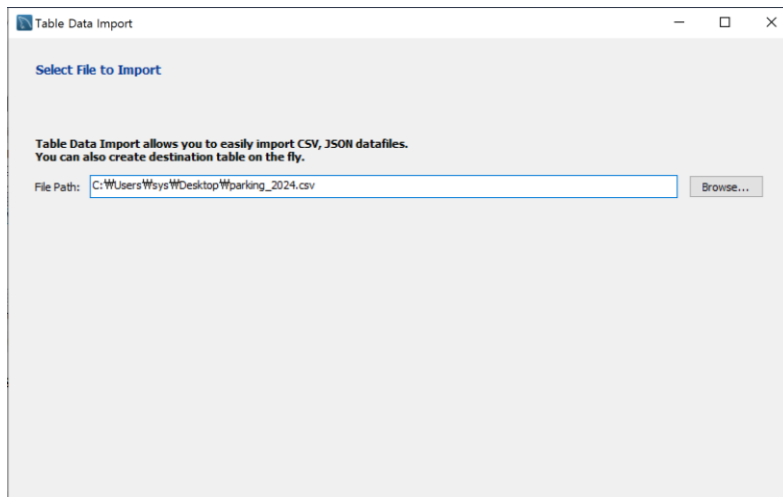 Table Data Import
Select File to Import
Table Data Import allows you to easily import CSV, JSON datafiles.
You can also create destination table on the fly.
File Path: C:₩Users₩sys₩Desktop₩parking_2024.csv Browse...